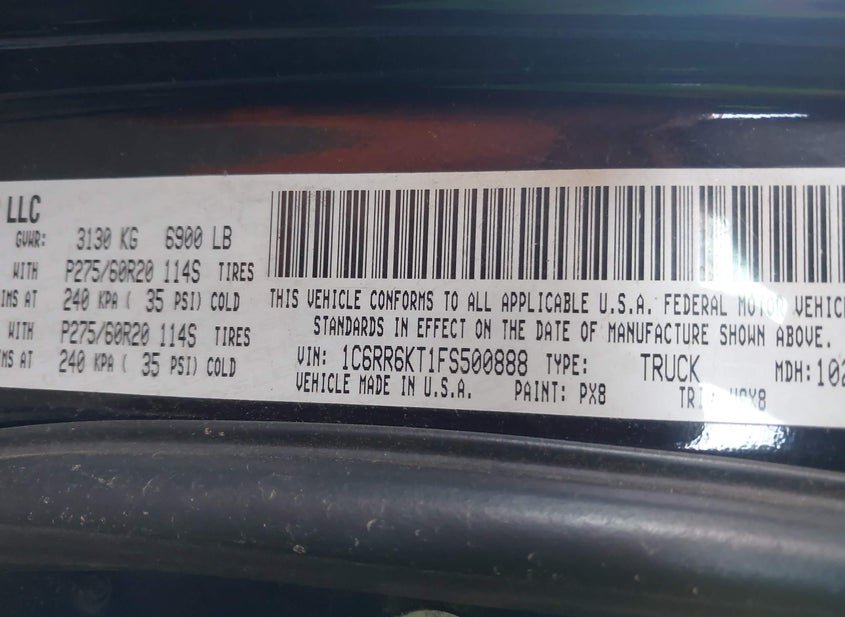 LLC
GVWR: 3130 KG 6900 LB
WITH P275/60R20 114S TIRES
IMS AT 240 KPA ( 35 PSI) COLD
WITH P275/60R20 114S TIRES
MS AT 240 KPA ( 35 PSI) COLD
THIS VEHICLE CONFORMS TO ALL APPLICABLE U.S.A. FEDERAL MOTOR VEHIC
STANDARDS IN EFFECT ON THE DATE OF MANUFACTURE SHOWN ABOVE.
VIN: 1C6RR6KT1FS500888 TYPE: TRUCK MDH:102
VEHICLE MADE IN U.S.A. PAINT: PX8